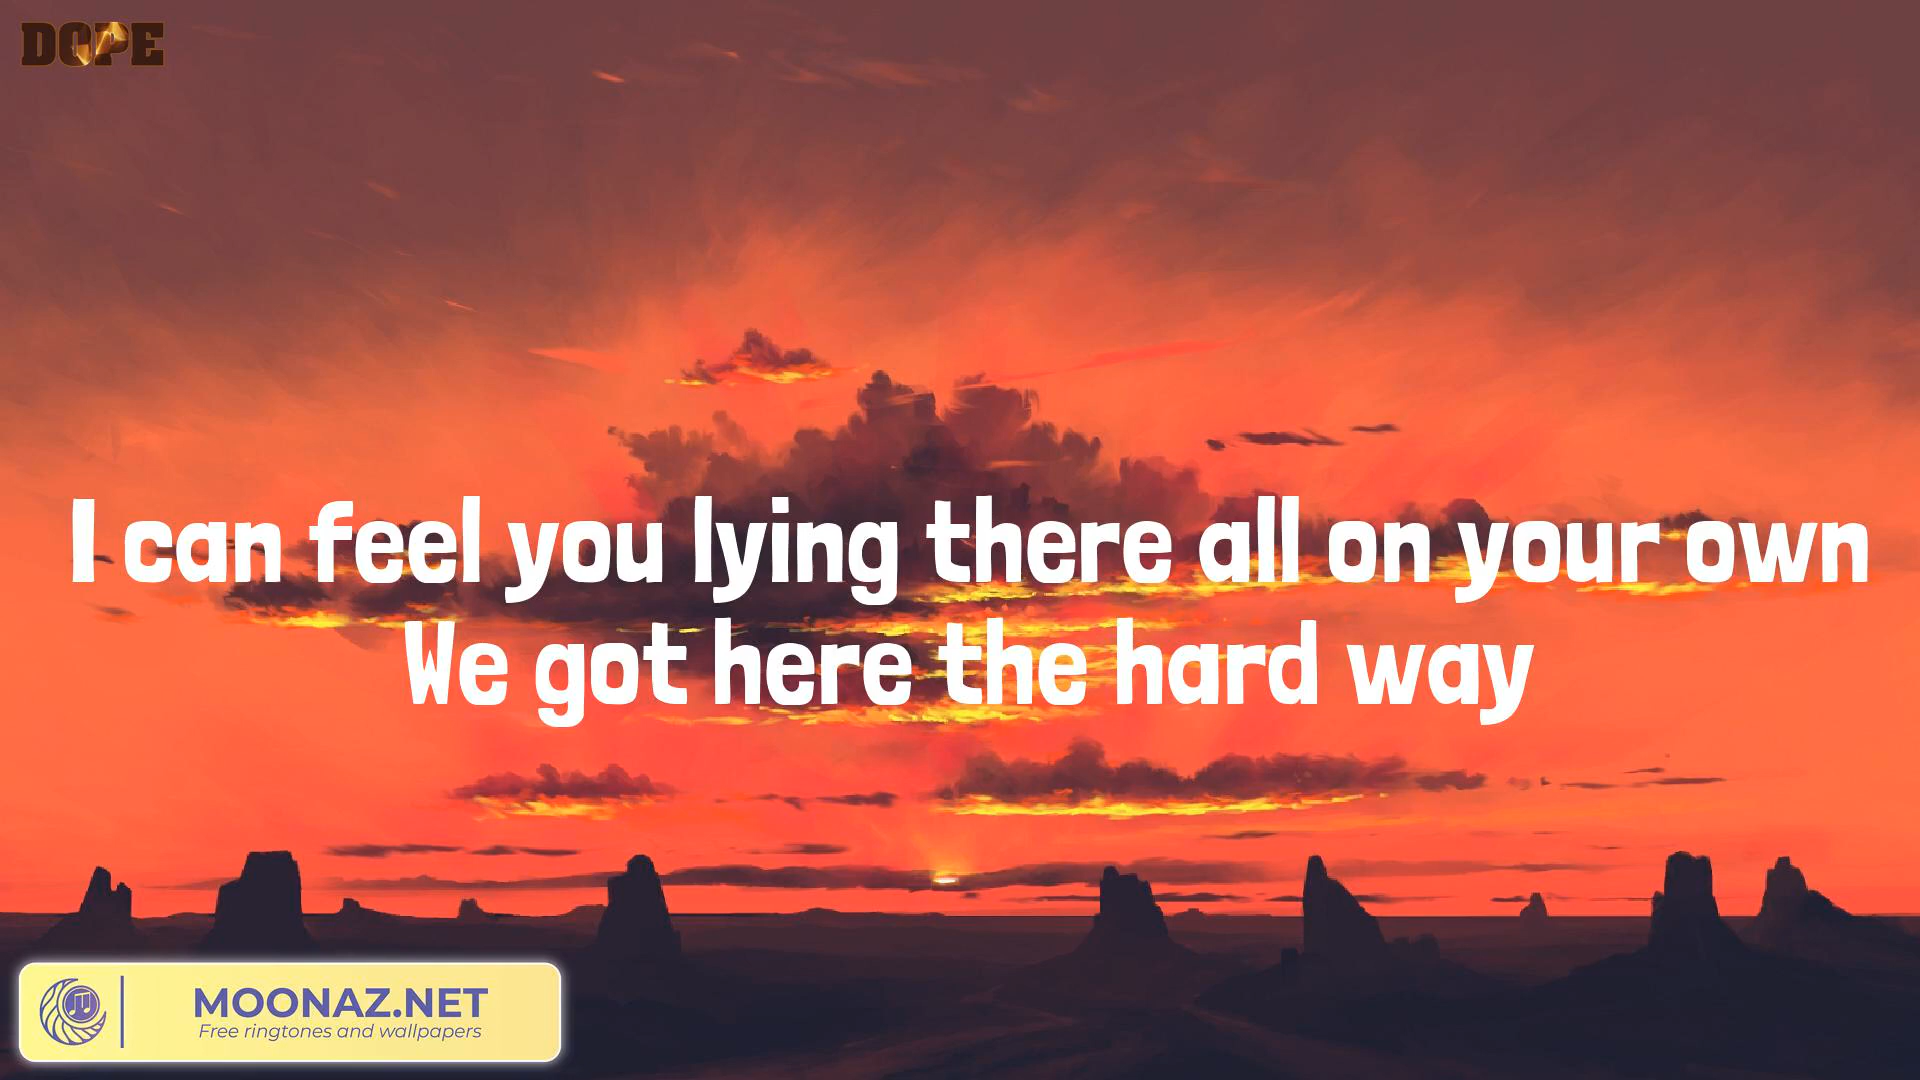 DOPE
I can feel you lying there all on your own
We got here the hard way
MOONAZ.NET
Free ringtones and wallpapers